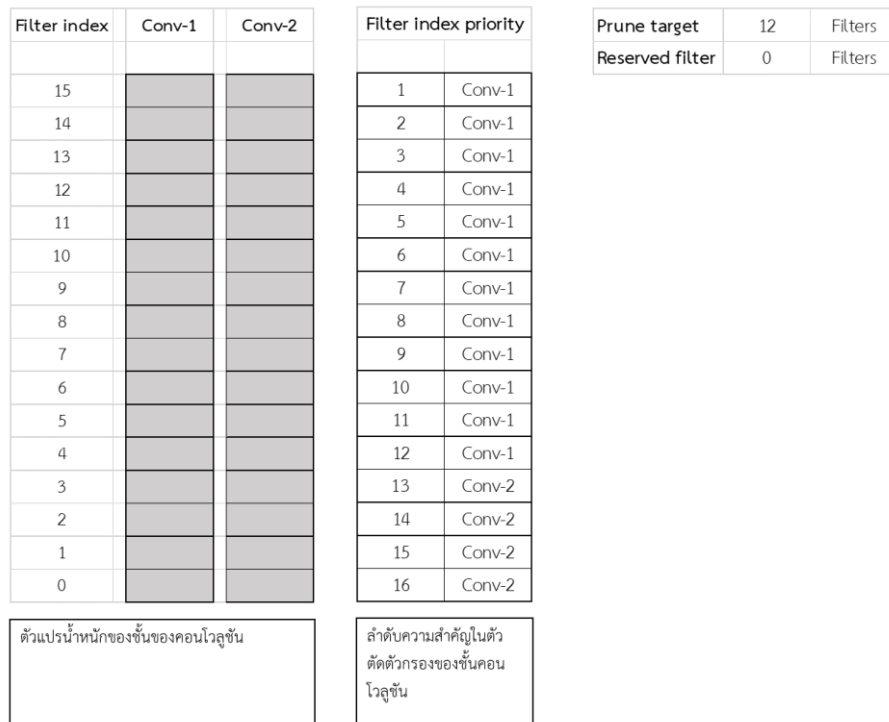 Filter index Conv-1 Conv-2
15
14
13
12
11
10
9
8
7
6
5
4
3
2
1
0
ตัวแปรน้ำหนักของชั้นของคอนโวลูชัน
Filter index priority
1 Conv-1
2 Conv-1
3 Conv-1
4 Conv-1
5 Conv-1
6 Conv-1
7 Conv-1
8 Conv-1
9 Conv-1
10 Conv-1
11 Conv-1
12 Conv-1
13 Conv-2
14 Conv-2
15 Conv-2
16 Conv-2
ลำดับความสำคัญในตัว
ตัดตัวกรองของชั้นคอน
โวลูชัน
Prune target 12 Filters
Reserved filter 0 Filters